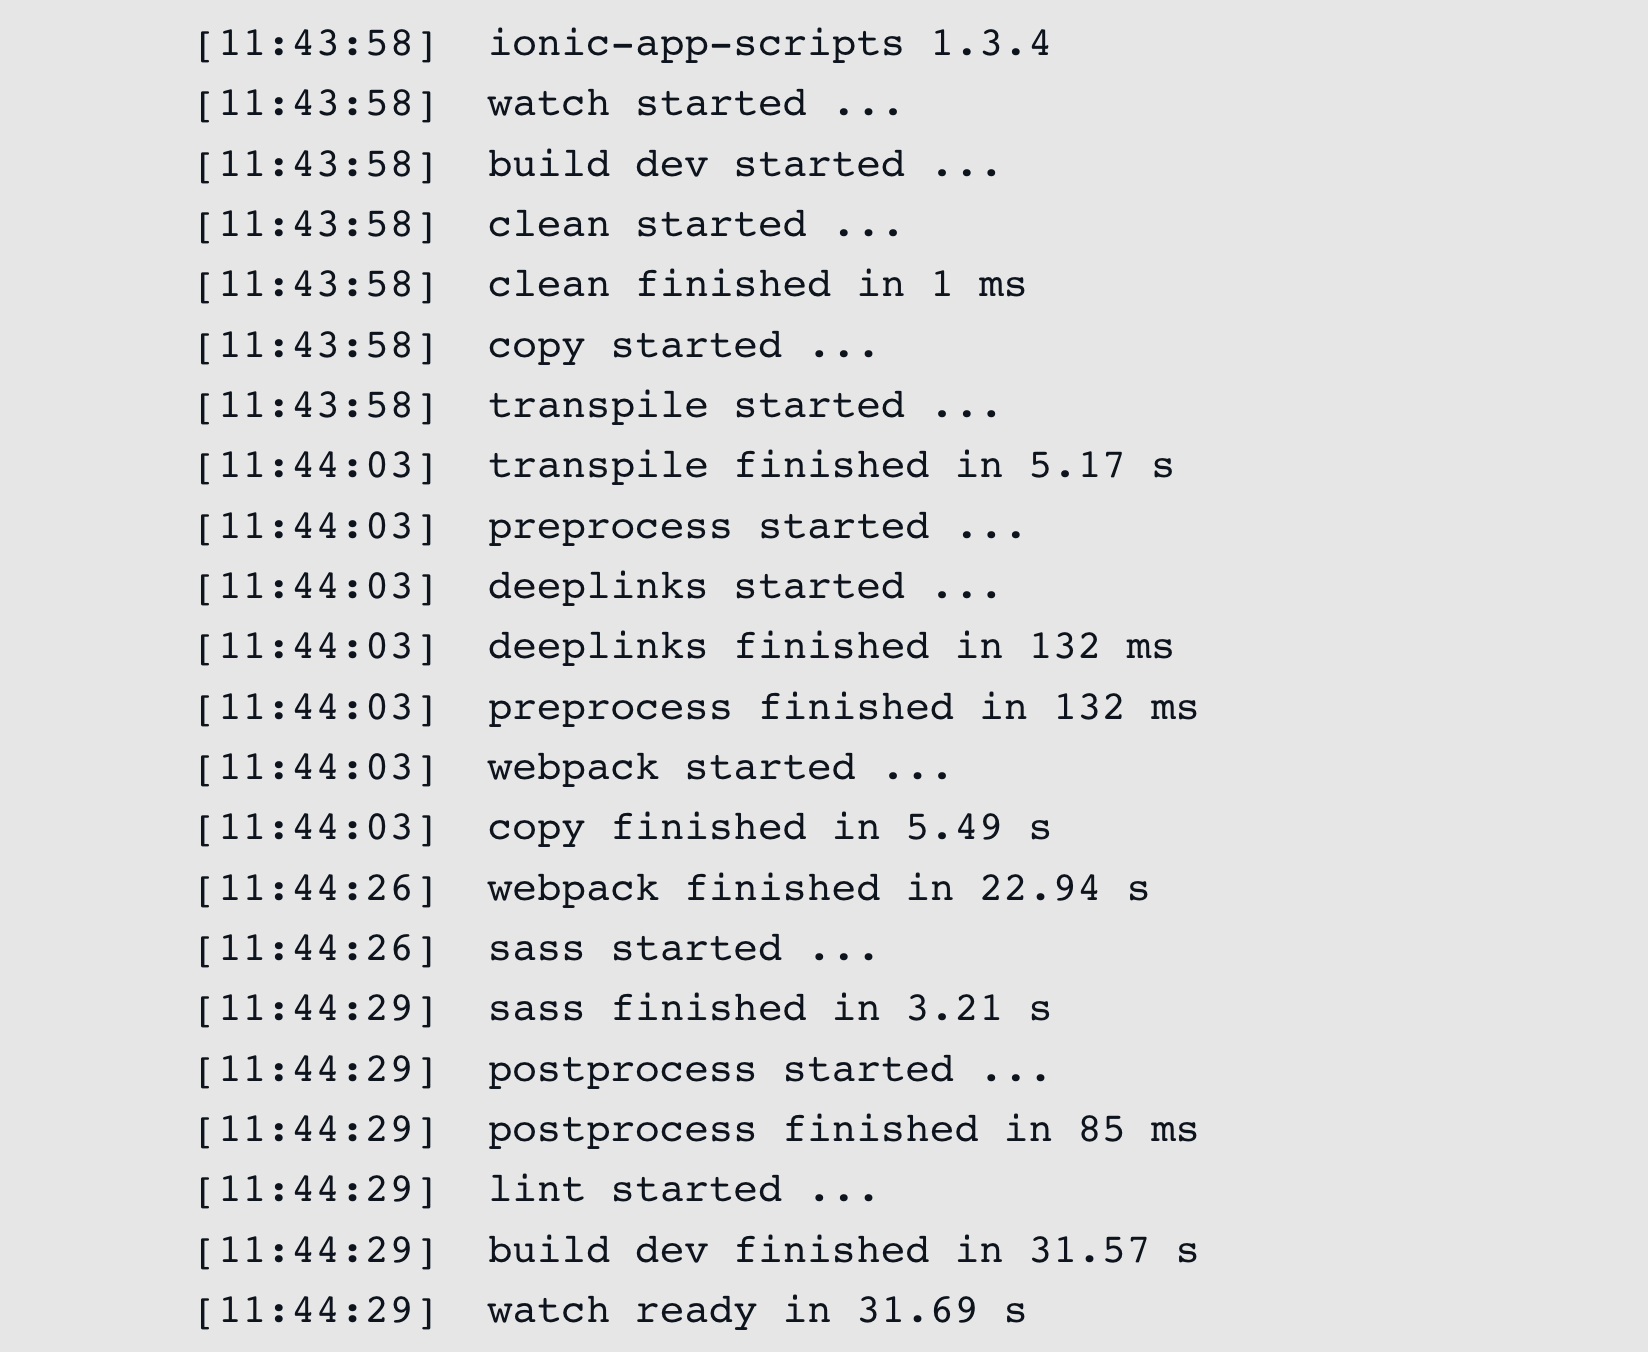 [11:43:58]  ionic-app-scripts 1.3.4
[11:43:58]  watch started ...
[11:43:58]  build dev started ...
[11:43:58]  clean started ...
[11:43:58]  clean finished in 1 ms
[11:43:58]  copy started ...
[11:43:58]  transpile started ...
[11:44:03]  transpile finished in 5.17 s
[11:44:03]  preprocess started ...
[11:44:03]  deeplinks started ...
[11:44:03]  deeplinks finished in 132 ms
[11:44:03]  preprocess finished in 132 ms
[11:44:03]  webpack started ...
[11:44:03]  copy finished in 5.49 s
[11:44:26]  webpack finished in 22.94 s
[11:44:26]  sass started ...
[11:44:29]  sass finished in 3.21 s
[11:44:29]  postprocess started ...
[11:44:29]  postprocess finished in 85 ms
[11:44:29]  lint started ...
[11:44:29]  build dev finished in 31.57 s
[11:44:29]  watch ready in 31.69 s